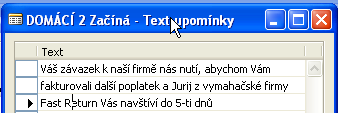 DOMÁCÍ 2 Začíná - Text upomínky
Text
Váš závazek k naší firmě nás nutí, abychom Vám
fakturovali další poplatek a Jurij z vymahačské firmy
Fast Return Vás navštíví do 5-ti dnů